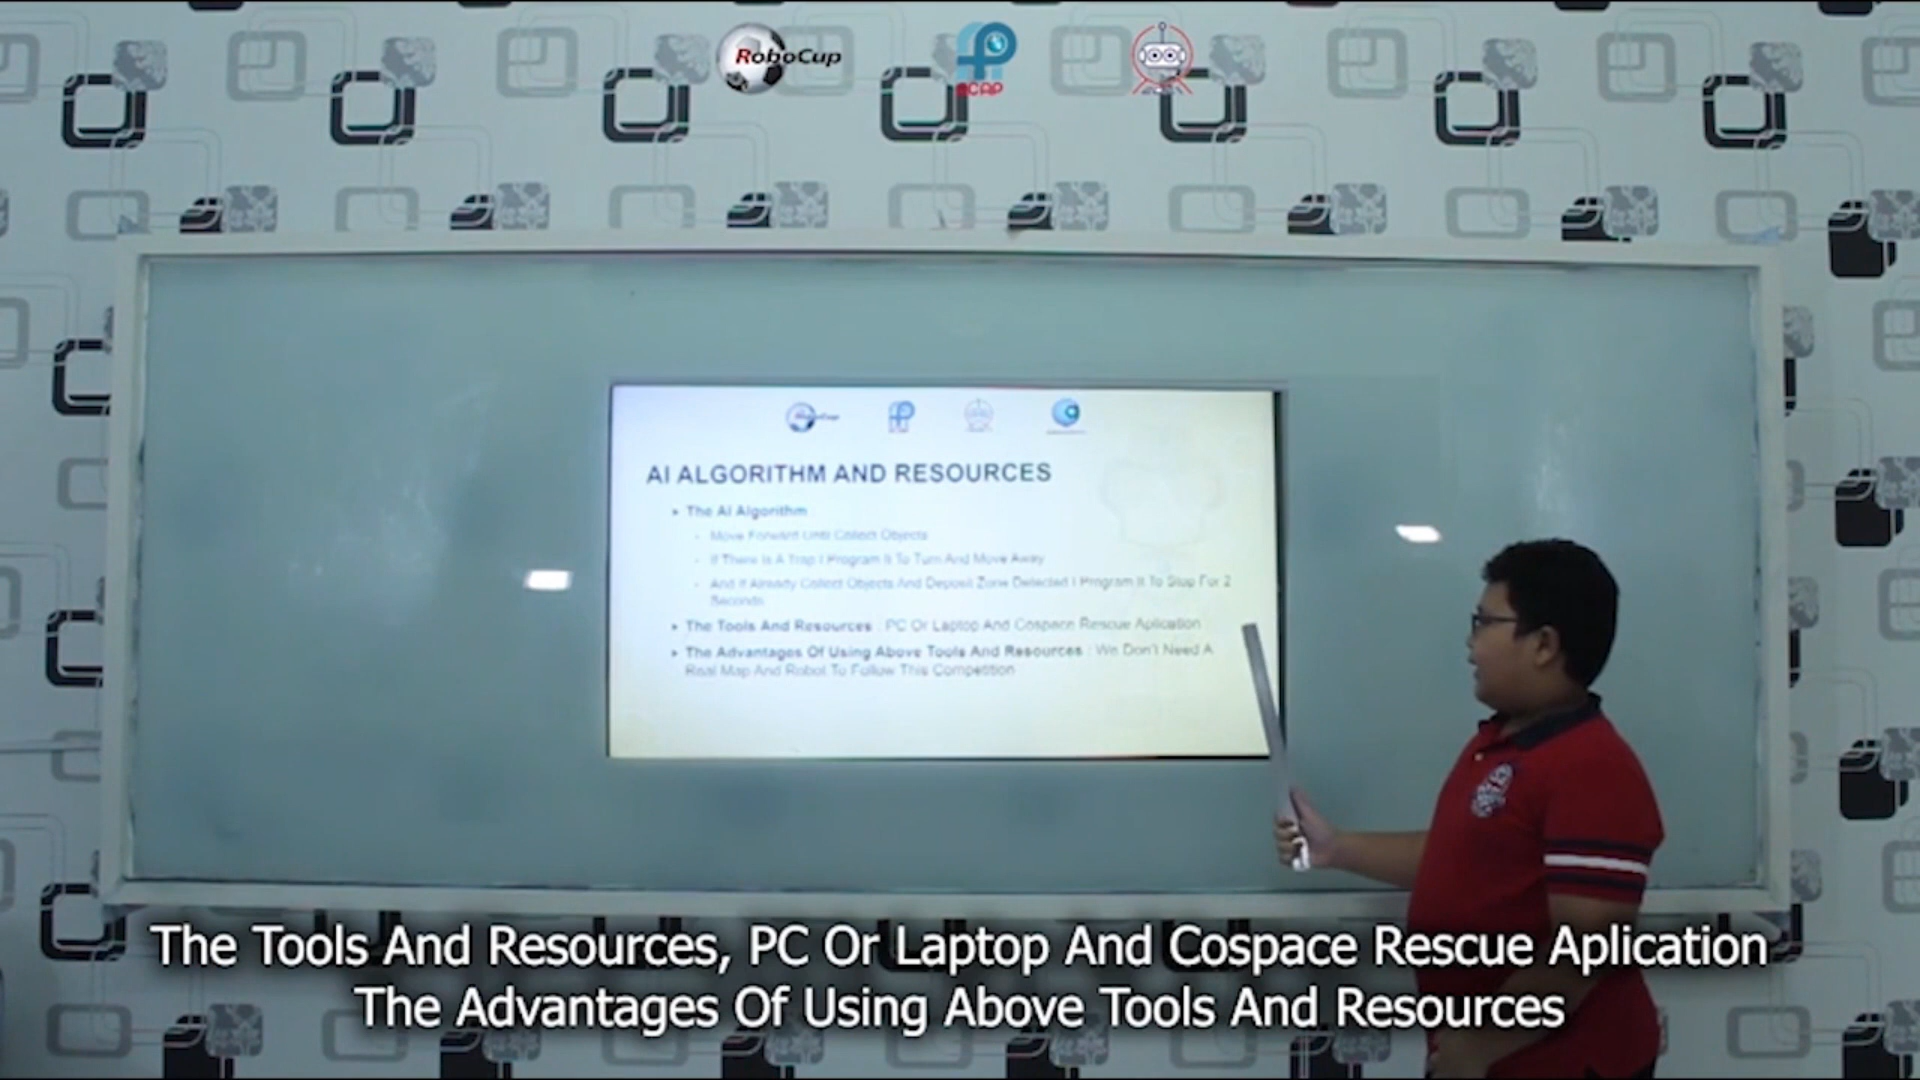 RoboCup
RCAP
RoboCup
AI ALGORITHM AND RESOURCES
The AI Algorithm
Move Forward Until Collect Objects
If There Is A Trap I Program It To Turn And Move Away
And If Already Collect Objects And Deposit Zone Detected I Program It To Stop For 2
Seconds
The Tools And Resources : PC Or Laptop And Cospace Rescue Aplication
The Advantages Of Using Above Tools And Resources : We Don't Need A
Real Map And Robot To Follow This Competition
The Tools And Resources, PC Or Laptop And Cospace Rescue Aplication
The Advantages Of Using Above Tools And Resources